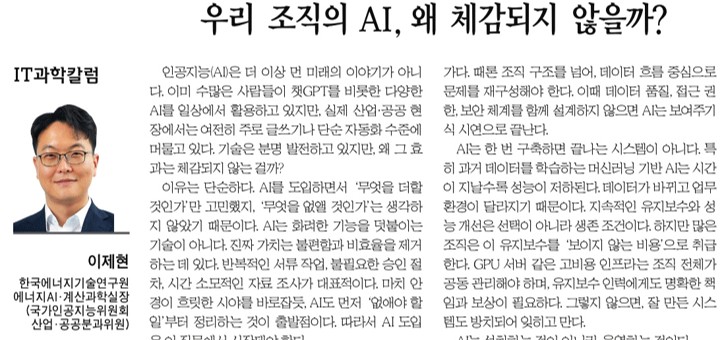 우리 조직의 AI, 왜 체감되지 않을까?
IT과학칼럼
이제현
한국에너지기술연구원
에너지AI·계산과학실장
(국가인공지능위원회
산업·공공분과위원)
인공지능(AI)은 더 이상 먼 미래의 이야기가 아니
다. 이미 수많은 사람들이 챗GPT를 비롯한 다양한
AI를 일상에서 활용하고 있지만, 실제 산업·공공 현
장에서는 여전히 주로 글쓰기나 단순 자동화 수준에
머물고 있다. 기술은 분명 발전하고 있지만, 왜 그 효
과는 체감되지 않는 걸까?
이유는 단순하다. AI를 도입하면서 ‘무엇을 더할
것인가’만 고민했지, ‘무엇을 없앨 것인가’는 생각하
지 않았기 때문이다. AI는 화려한 기능을 덧붙이는
기술이 아니다. 진짜 가치는 불편함과 비효율을 제거
하는 데 있다. 반복적인 서류 작업, 불필요한 승인 절
차, 시간 소모적인 자료 조사가 대표적이다. 마치 안
경이 흐릿한 시야를 바로잡듯, AI도 먼저 ‘없애야 할
일’부터 정리하는 것이 출발점이다. 따라서 AI 도입
은 이 질문에서 시작돼야 한다.
가다. 때론 조직 구조를 넘어, 데이터 흐름 중심으로
문제를 재구성해야 한다. 이때 데이터 품질, 접근 권
한, 보안 체계를 함께 설계하지 않으면 AI는 보여주기
식 시연으로 끝난다.
AI는 한 번 구축하면 끝나는 시스템이 아니다. 특
히 과거 데이터를 학습하는 머신러닝 기반 AI는 시간
이 지날수록 성능이 저하된다. 데이터가 바뀌고 업무
환경이 달라지기 때문이다. 지속적인 유지보수와 성
능 개선은 선택이 아니라 생존 조건이다. 하지만 많은
조직은 이 유지보수를 ‘보이지 않는 비용’으로 취급
한다. GPU 서버 같은 고비용 인프라는 조직 전체가
공동 관리해야 하며, 유지보수 인력에게도 명확한 책
임과 보상이 필요하다. 그렇지 않으면, 잘 만든 시스
템도 방치되어 잊히고 만다.
AI는 설치하는 것이 아니라, 운영하는 것이다.